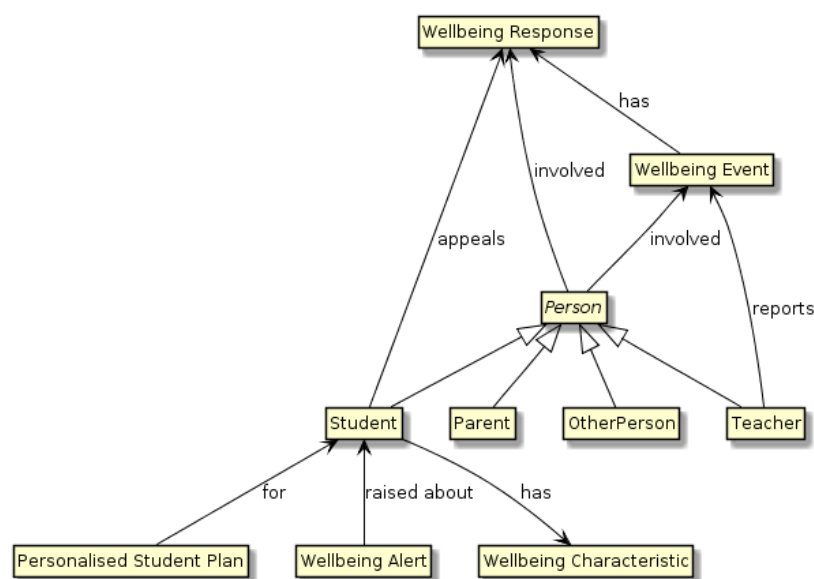 Wellbeing Response
has
involved
Wellbeing Event
appeals
involved
Person
reports
Student
Parent
OtherPerson
Teacher
for
raised about
has
Personalised Student Plan
Wellbeing Alert
Wellbeing Characteristic